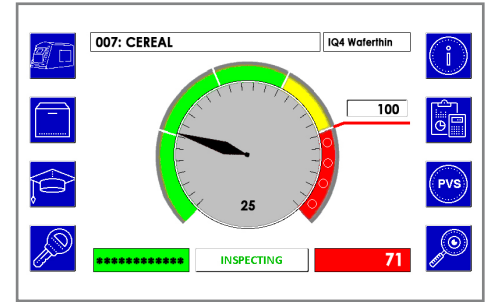 007: CEREAL
IQ4 Waferthin
100
PVS
25
************
INSPECTING
71